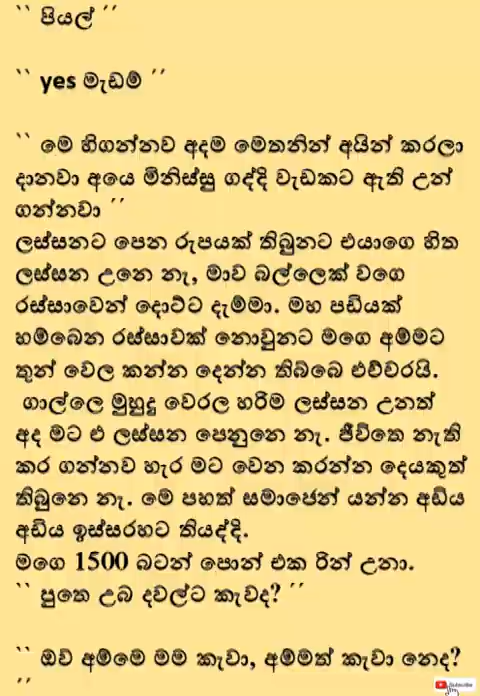 `` පියල් ´´
`` yes මැඩම් ´´
`` මෙ හිගන්නව අදම මෙතනින් අයින් කරලා
දානවා අයෙ මිනිස්සු ගද්දි වැඩකට ඇති උන්
ගන්නවා ´´
ලස්සනට පෙන රුපයක් තිබුනට එයාගෙ හිත
ලස්සන උනෙ නෑ, මාව බල්ලෙක් වගෙ
රස්සාවෙන් දොට්ට දැම්මා. මහ පඩියක්
හම්බෙන රස්සාවක් නොවුනට මගෙ අම්මට
තුන් වෙල කන්න දෙන්න තිබ්බෙ එච්චරයි.
ගාල්ලෙ මුහුදු වෙරල හරිම ලස්සන උනත්
අද මට එ ලස්සන පෙනුනෙ නෑ. ජීවිතෙ නැති
කර ගන්නව හැර මට වෙන කරන්න දෙයකුත්
තිබුනෙ නෑ. මෙ පහත් සමාජෙන් යන්න අඩිය
අඩිය ඉස්සරහට තියද්දි.
මගෙ 1500 බටන් පොන් එක රින් උනා.
`` පුතෙ උබ දවල්ට කෑවද? ´´
`` ඔව් අම්මෙ මම කෑවා, අම්මත් කෑවා නෙද?
´´
Subscribe